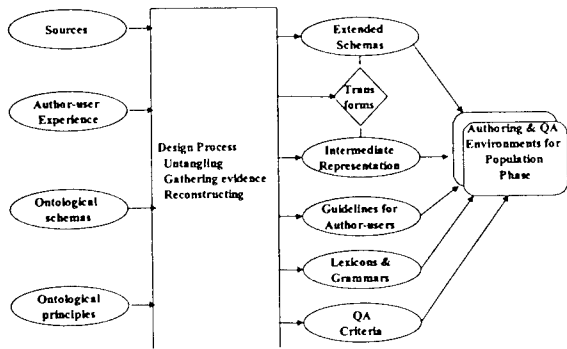 Sources
Author-user
Experience
Ontological
schemas
Ontological
principies
Design Process
Untangling
Gathering evidence
Reconstructing
Extended
Schemas
Trans
forms
Intermediate
Representation
Guidelines for
Author-users
Lexicons &
Grammars
QA
Criteria
Authoring & QA
Environments for
Population
Phase